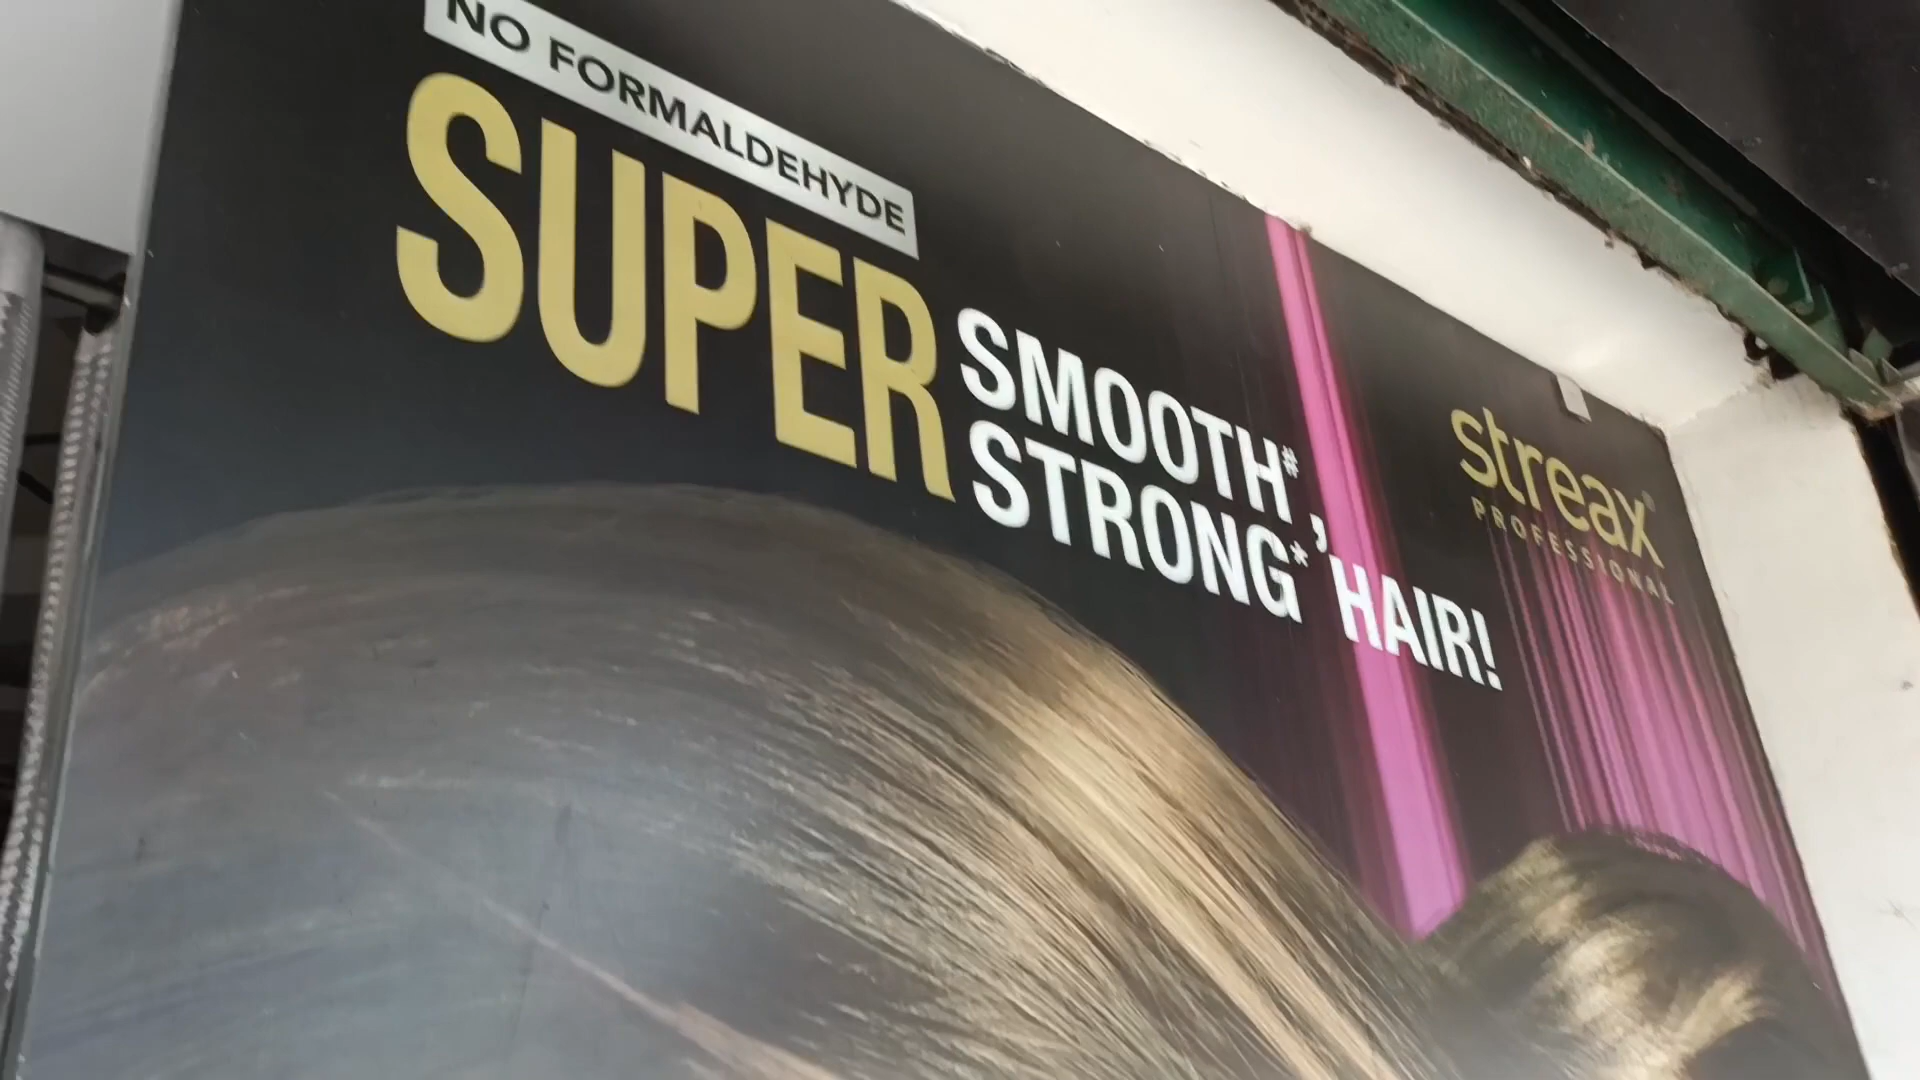 NO FORMALDEHYDE
SUPER
SMOOTH#,
STRONG* HAIR!
streax®
PROFESSIONAL